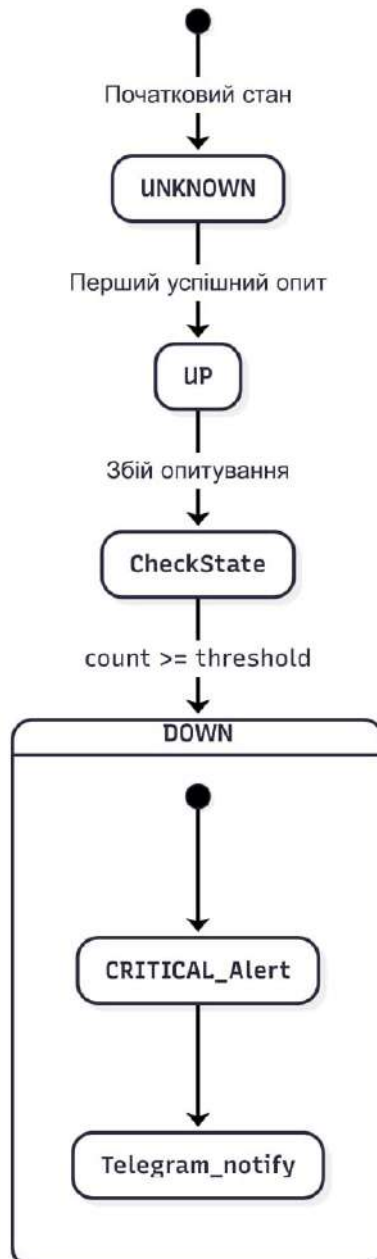 Початковий стан
UNKNOWN
Перший успішний опит
UP
Збій опитування
CheckState
count >= threshold
DOWN
CRITICAL_Alert
Telegram_notify